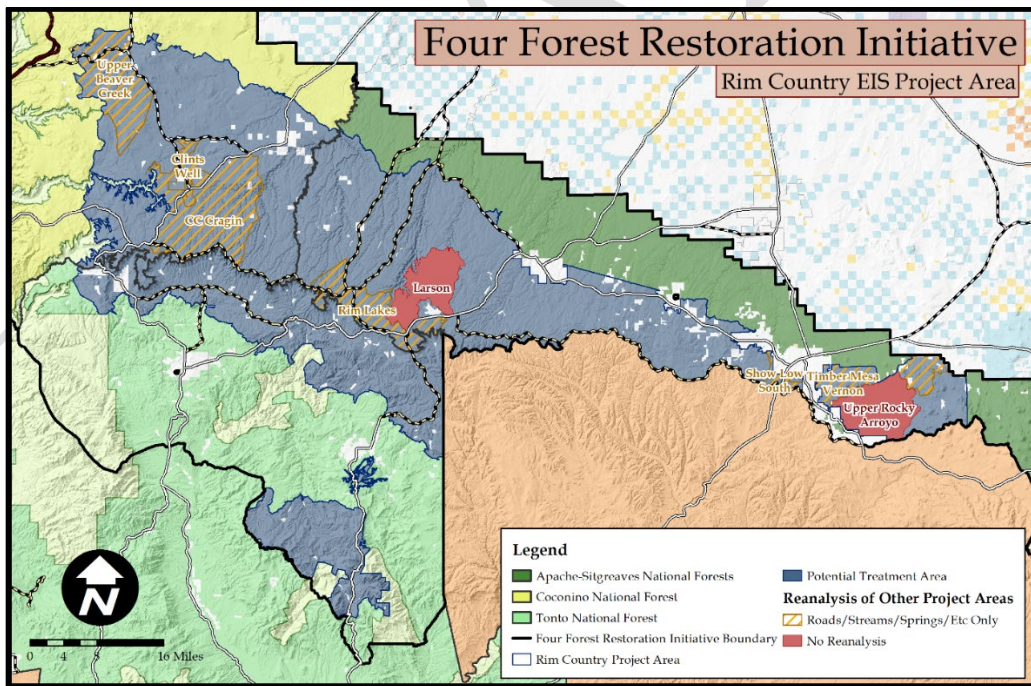 Four Forest Restoration Initiative
Rim Country EIS Project Area
Upper
Beaver
Creek
Clints
Well
CC Cragin
Rim Lakes
Larson
Show Low
South
Timber Mesa
Vernon
Upper Rocky
Arroyo
N
0 4 8 16 Miles
Legend
Apache-Sitgreaves National Forests
Coconino National Forest
Tonto National Forest
Four Forest Restoration Initiative Boundary
Rim Country Project Area
Potential Treatment Area
Reanalysis of Other Project Areas
Roads/Streams/Springs/Etc Only
No Reanalysis